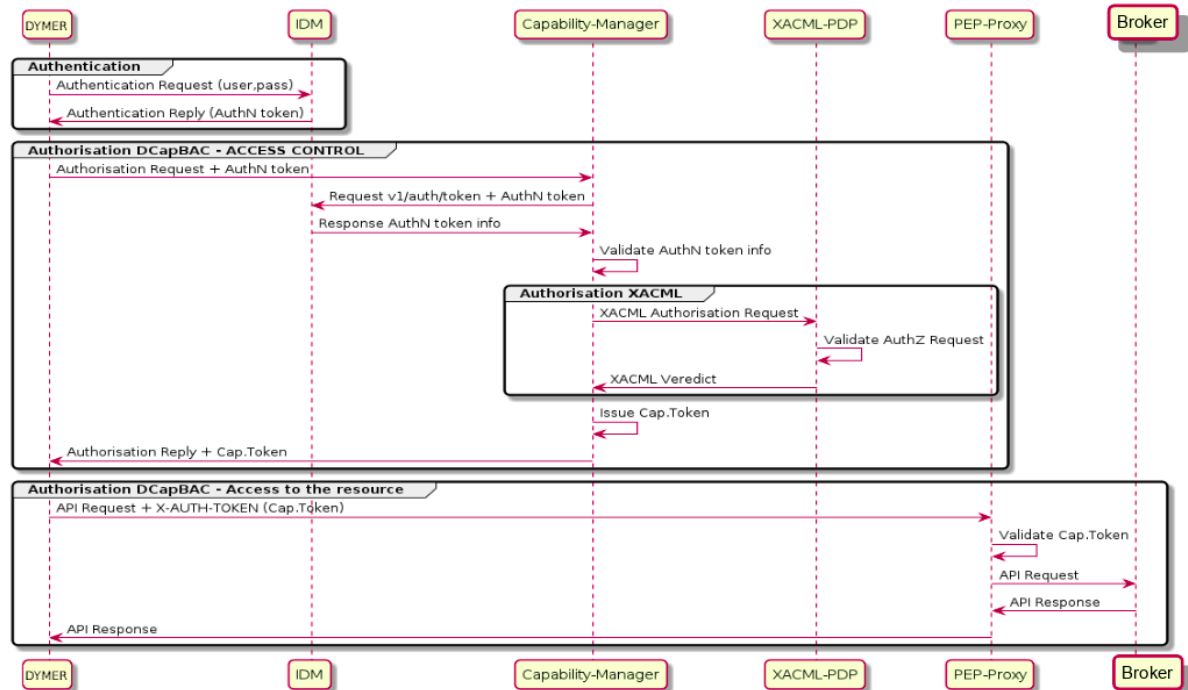 DYMER
IDM
Capability-Manager
XACML-PDP
PEP-Proxy
Broker
Authentication
Authentication Request (user,pass)
Authentication Reply (AuthN token)
Authorisation DCapBAC - ACCESS CONTROL
Authorisation Request + AuthN token
Request v1/auth/token + AuthN token
Response AuthN token info
Validate AuthN token info
Authorisation XACML
XACML Authorisation Request
Validate AuthZ Request
XACML Veredict
Issue Cap.Token
Authorisation Reply + Cap.Token
Authorisation DCapBAC - Access to the resource
API Request + X-AUTH-TOKEN (Cap.Token)
Validate Cap.Token
API Request
API Response
API Response
DYMER
IDM
Capability-Manager
XACML-PDP
PEP-Proxy
Broker